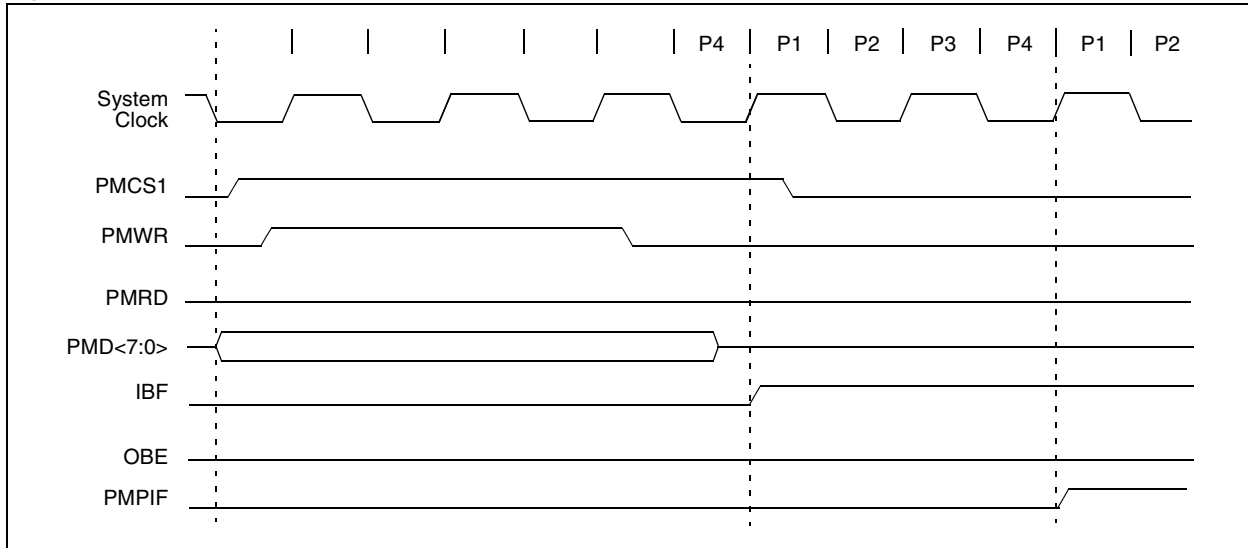 P4 P1 P2 P3 P4 P1 P2
System
Clock
PMCS1
PMWR
PMRD
PMD<7:0>
IBF
OBE
PMPIF